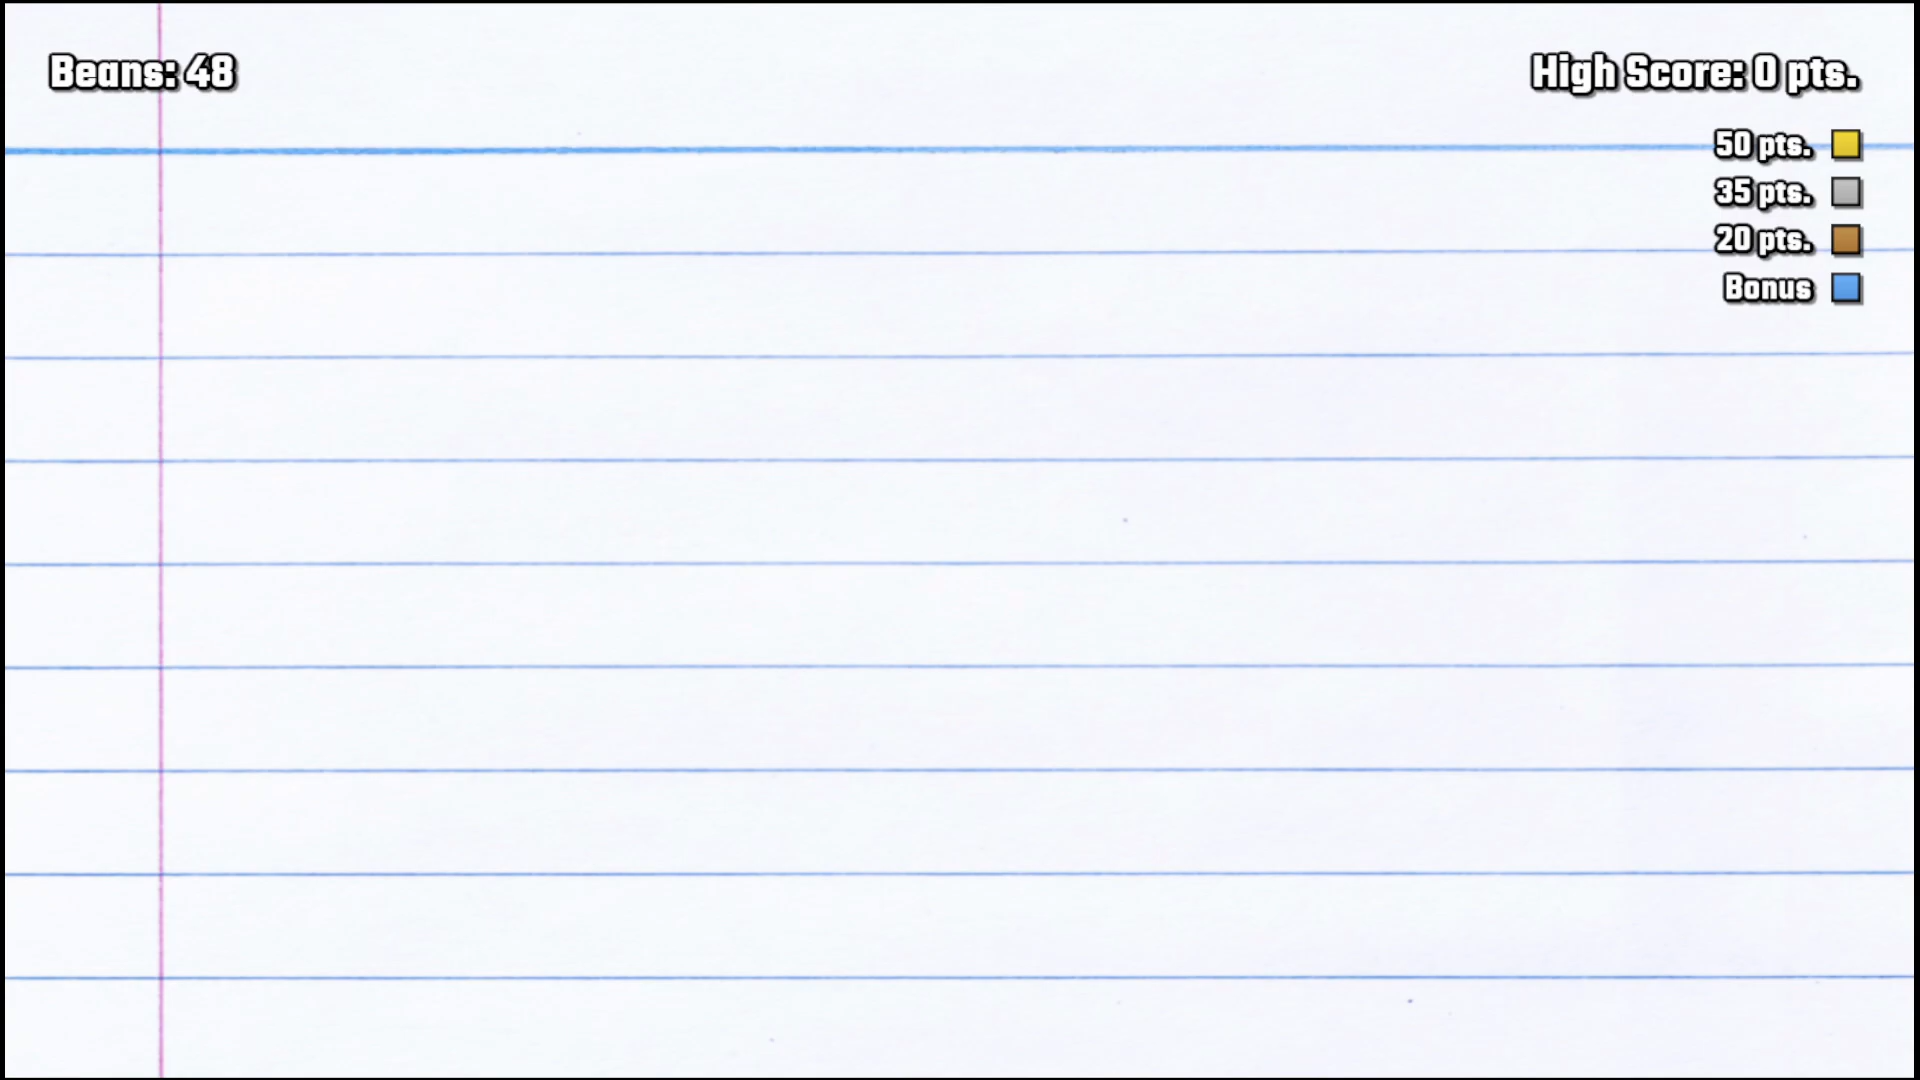 Beans: 48
High Score: 0 pts.
50 pts.
35 pts.
20 pts.
Bonus